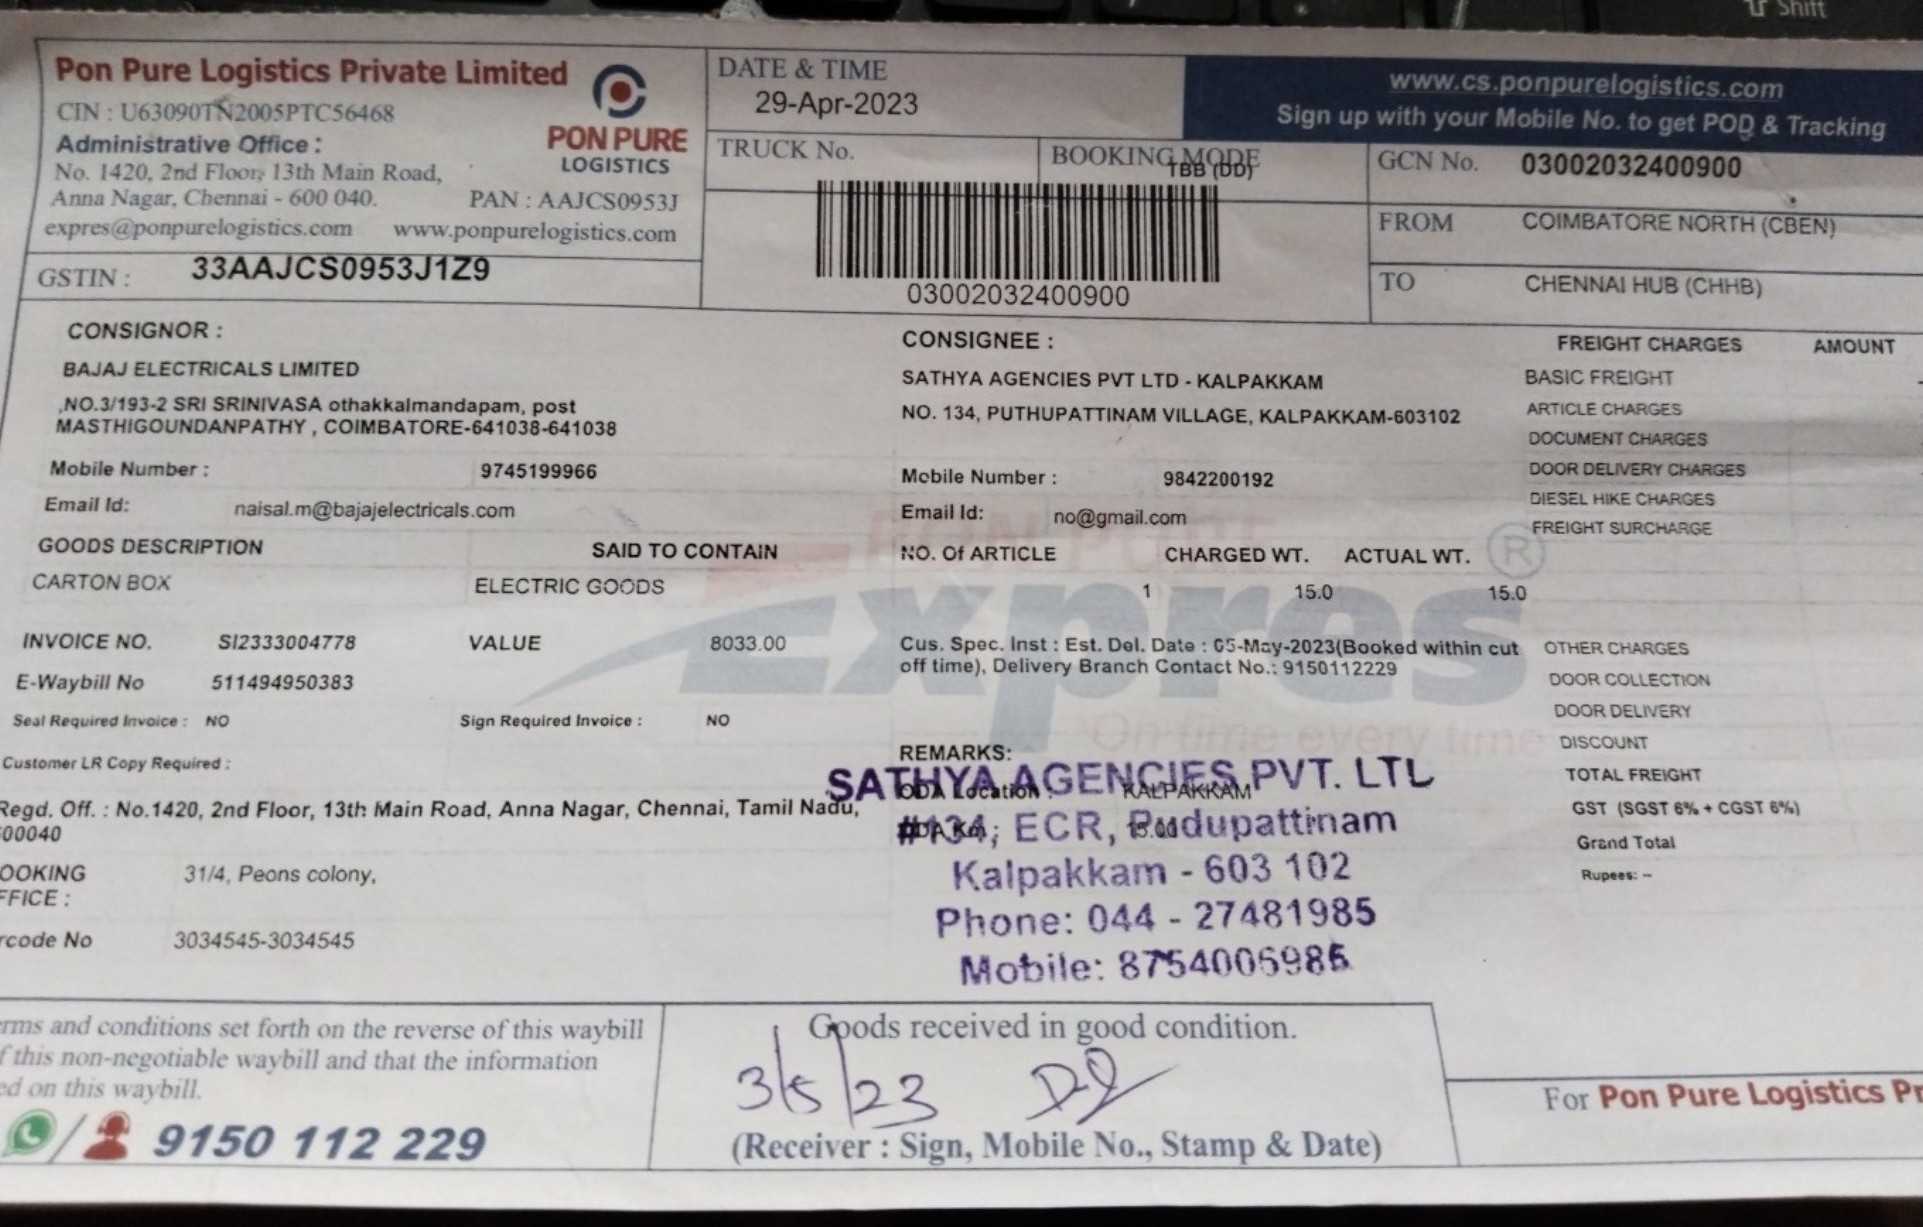 Shift
Pon Pure Logistics Private Limited
CIN : U63090TN2005PTC56468
Administrative Office :
No. 1420, 2nd Floor, 13th Main Road,
Anna Nagar, Chennai - 600 040. PAN : AAJCS0953J
expres@ponpurelogistics.com www.ponpurelogistics.com
PON PURE
LOGISTICS
GSTIN : 33AAJCS0953J1Z9
DATE & TIME
29-Apr-2023
TRUCK No.
BOOKING MODE
TBB (DD)
03002032400900
www.cs.ponpurelogistics.com
Sign up with your Mobile No. to get POD & Tracking
GCN No. 03002032400900
FROM COIMBATORE NORTH (CBEN)
TO CHENNAI HUB (CHHB)
CONSIGNOR :
BAJAJ ELECTRICALS LIMITED
,NO.3/193-2 SRI SRINIVASA othakkalmandapam, post
MASTHIGOUNDANPATHY , COIMBATORE-641038-641038
Mobile Number : 9745199966
Email Id: naisal.m@bajajelectricals.com
CONSIGNEE :
SATHYA AGENCIES PVT LTD - KALPAKKAM
NO. 134, PUTHUPATTINAM VILLAGE, KALPAKKAM-603102
Mobile Number : 9842200192
Email Id: no@gmail.com
FREIGHT CHARGES AMOUNT
BASIC FREIGHT
ARTICLE CHARGES
DOCUMENT CHARGES
DOOR DELIVERY CHARGES
DIESEL HIKE CHARGES
FREIGHT SURCHARGE
GOODS DESCRIPTION SAID TO CONTAIN NO. Of ARTICLE CHARGED WT. ACTUAL WT.
CARTON BOX ELECTRIC GOODS 1 15.0 15.0
PON PURE
Expres ®
On time every time
INVOICE NO. SI2333004778 VALUE 8033.00
E-Waybill No 511494950383
Seal Required Invoice : NO Sign Required Invoice : NO
Customer LR Copy Required :
Cus. Spec. Inst : Est. Del. Date : 05-May-2023(Booked within cut
off time), Delivery Branch Contact No.: 9150112229
OTHER CHARGES
DOOR COLLECTION
DOOR DELIVERY
DISCOUNT
TOTAL FREIGHT
GST (SGST 6% + CGST 6%)
Grand Total
Rupees: --
REMARKS:
ODA Location : KALPAKKAM
ODA Km : 15.00
SATHYA AGENCIES PVT. LTL
#134, ECR, Pudupattinam
Kalpakkam - 603 102
Phone: 044 - 27481985
Mobile: 8754006985
Regd. Off. : No.1420, 2nd Floor, 13th Main Road, Anna Nagar, Chennai, Tamil Nadu,
00040
OOKING 31/4, Peons colony,
FFICE :
rcode No 3034545-3034545
erms and conditions set forth on the reverse of this waybill
f this non-negotiable waybill and that the information
ed on this waybill.
9150 112 229
Goods received in good condition.
3/5/23
(Receiver : Sign, Mobile No., Stamp & Date)
For Pon Pure Logistics Pr